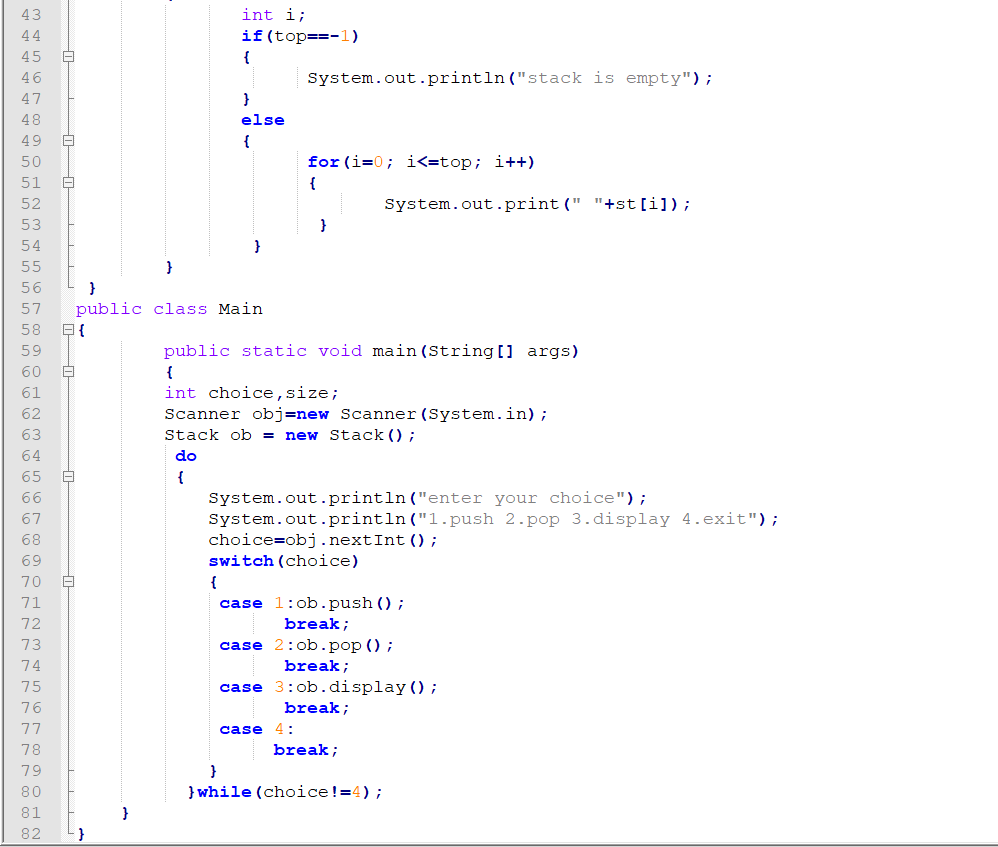 43 int i;
44 if(top==-1)
45 {
46 System.out.println("stack is empty");
47 }
48 else
49 {
50 for(i=0; i<=top; i++)
51 {
52 System.out.print(" "+st[i]);
53 }
54 }
55 }
56 }
57 public class Main
58 {
59 public static void main(String[] args)
60 {
61 int choice,size;
62 Scanner obj=new Scanner(System.in);
63 Stack ob = new Stack();
64 do
65 {
66 System.out.println("enter your choice");
67 System.out.println("1.push 2.pop 3.display 4.exit");
68 choice=obj.nextInt();
69 switch(choice)
70 {
71 case 1:ob.push();
72 break;
73 case 2:ob.pop();
74 break;
75 case 3:ob.display();
76 break;
77 case 4:
78 break;
79 }
80 }while(choice!=4);
81 }
82 }